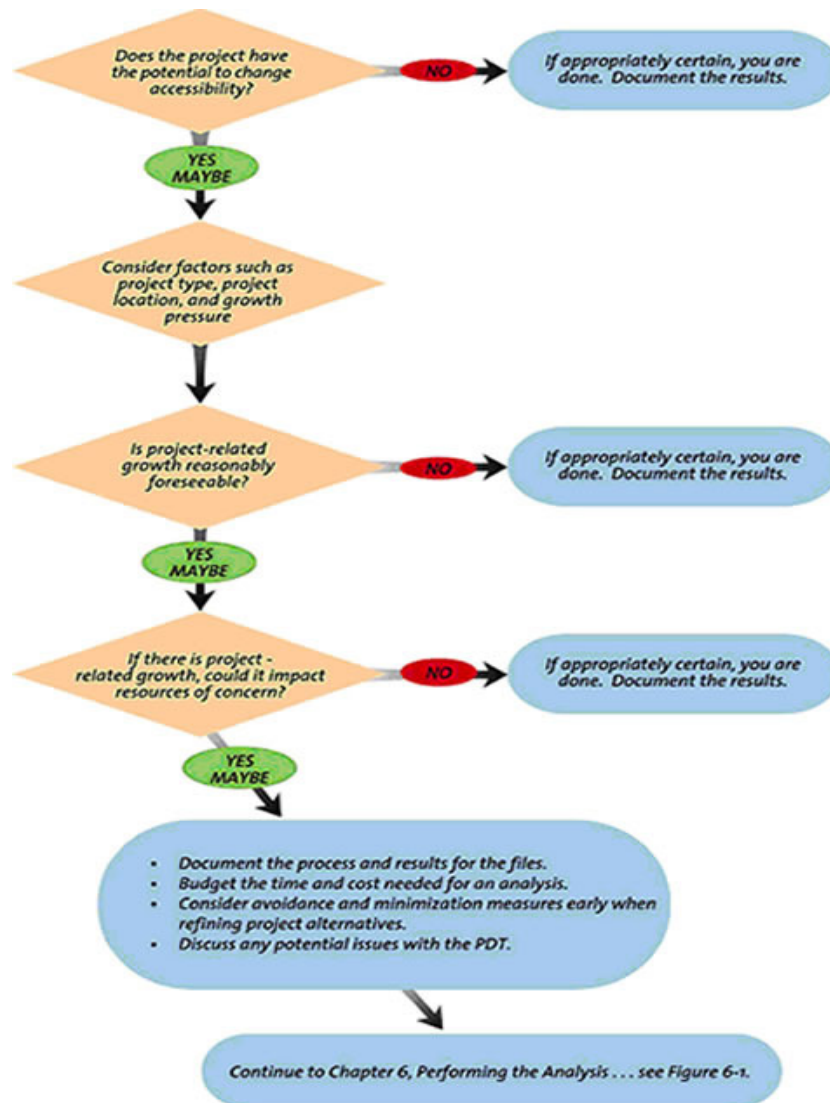 Does the project have
the potential to change
accessibility?
NO
If appropriately certain, you are
done. Document the results.
YES
MAYBE
Consider factors such as
project type, project
location, and growth
pressure
Is project-related
growth reasonably
foreseeable?
NO
If appropriately certain, you are
done. Document the results.
YES
MAYBE
If there is project -
related growth, could it impact
resources of concern?
NO
If appropriately certain, you are
done. Document the results.
YES
MAYBE
• Document the process and results for the files.
• Budget the time and cost needed for an analysis.
• Consider avoidance and minimization measures early when
refining project alternatives.
• Discuss any potential issues with the PDT.
Continue to Chapter 6, Performing the Analysis . . . see Figure 6-1.